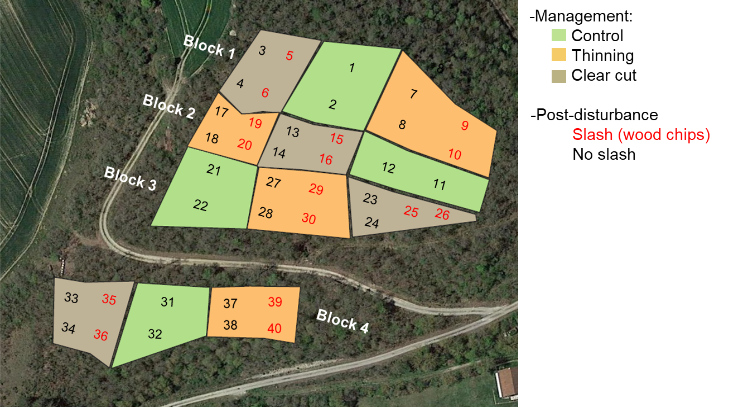 -Management:
Control
Thinning
Clear cut
-Post-disturbance
Slash (wood chips)
No slash
Block 1
3 5
4 6
1
2
7
8 9
10
Block 2
17 19
18 20
13 15
14 16
12 11
Block 3
21
22
27 29
28 30
23 25 26
24
33 35
34 36
31
32
37 39
38 40
Block 4